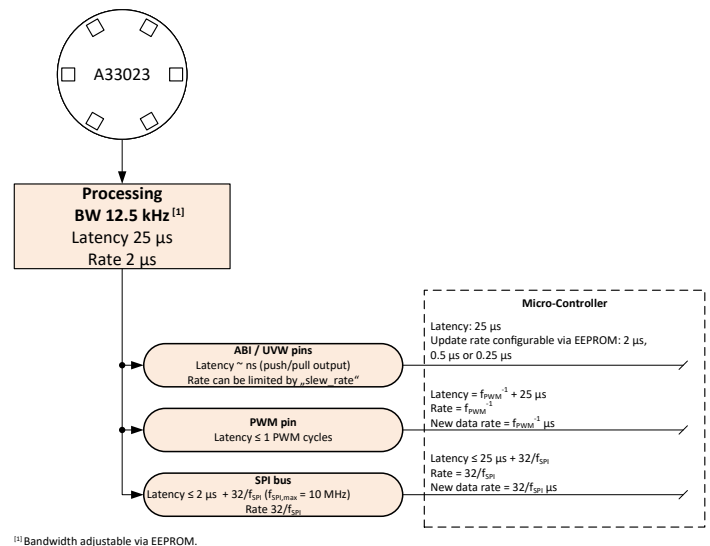 A33023
Processing
BW 12.5 kHz [1]
Latency 25 µs
Rate 2 µs
ABI / UVW pins
Latency ~ ns (push/pull output)
Rate can be limited by „slew_rate“
PWM pin
Latency ≤ 1 PWM cycles
SPI bus
Latency ≤ 2 µs + 32/fSPI (fSPI,max = 10 MHz)
Rate 32/fSPI
Micro-Controller
Latency: 25 µs
Update rate configurable via EEPROM: 2 µs,
0.5 µs or 0.25 µs
Latency = fPWM-1 + 25 µs
Rate = fPWM-1
New data rate = fPWM-1 µs
Latency ≤ 25 µs + 32/fSPI
Rate = 32/fSPI
New data rate = 32/fSPI µs
[1] Bandwidth adjustable via EEPROM.